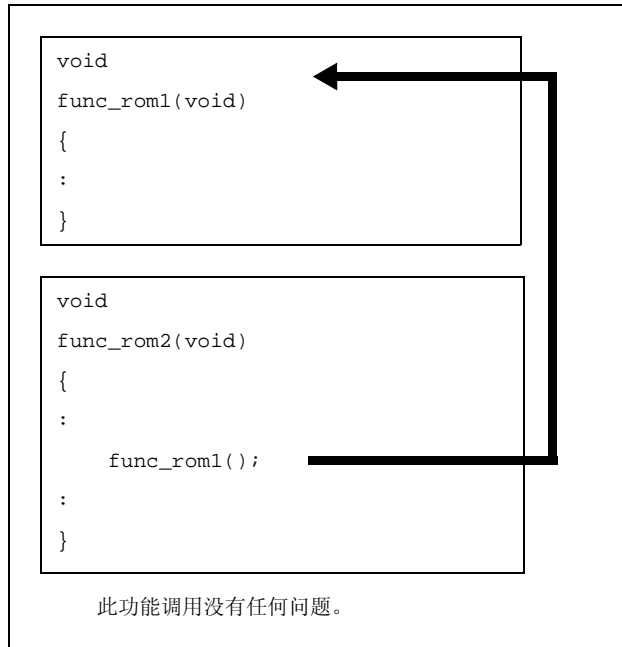 void
func_rom1(void)
{
:
}
void
func_rom2(void)
{
:
func_rom1();
:
}
此功能调用没有任何问题。